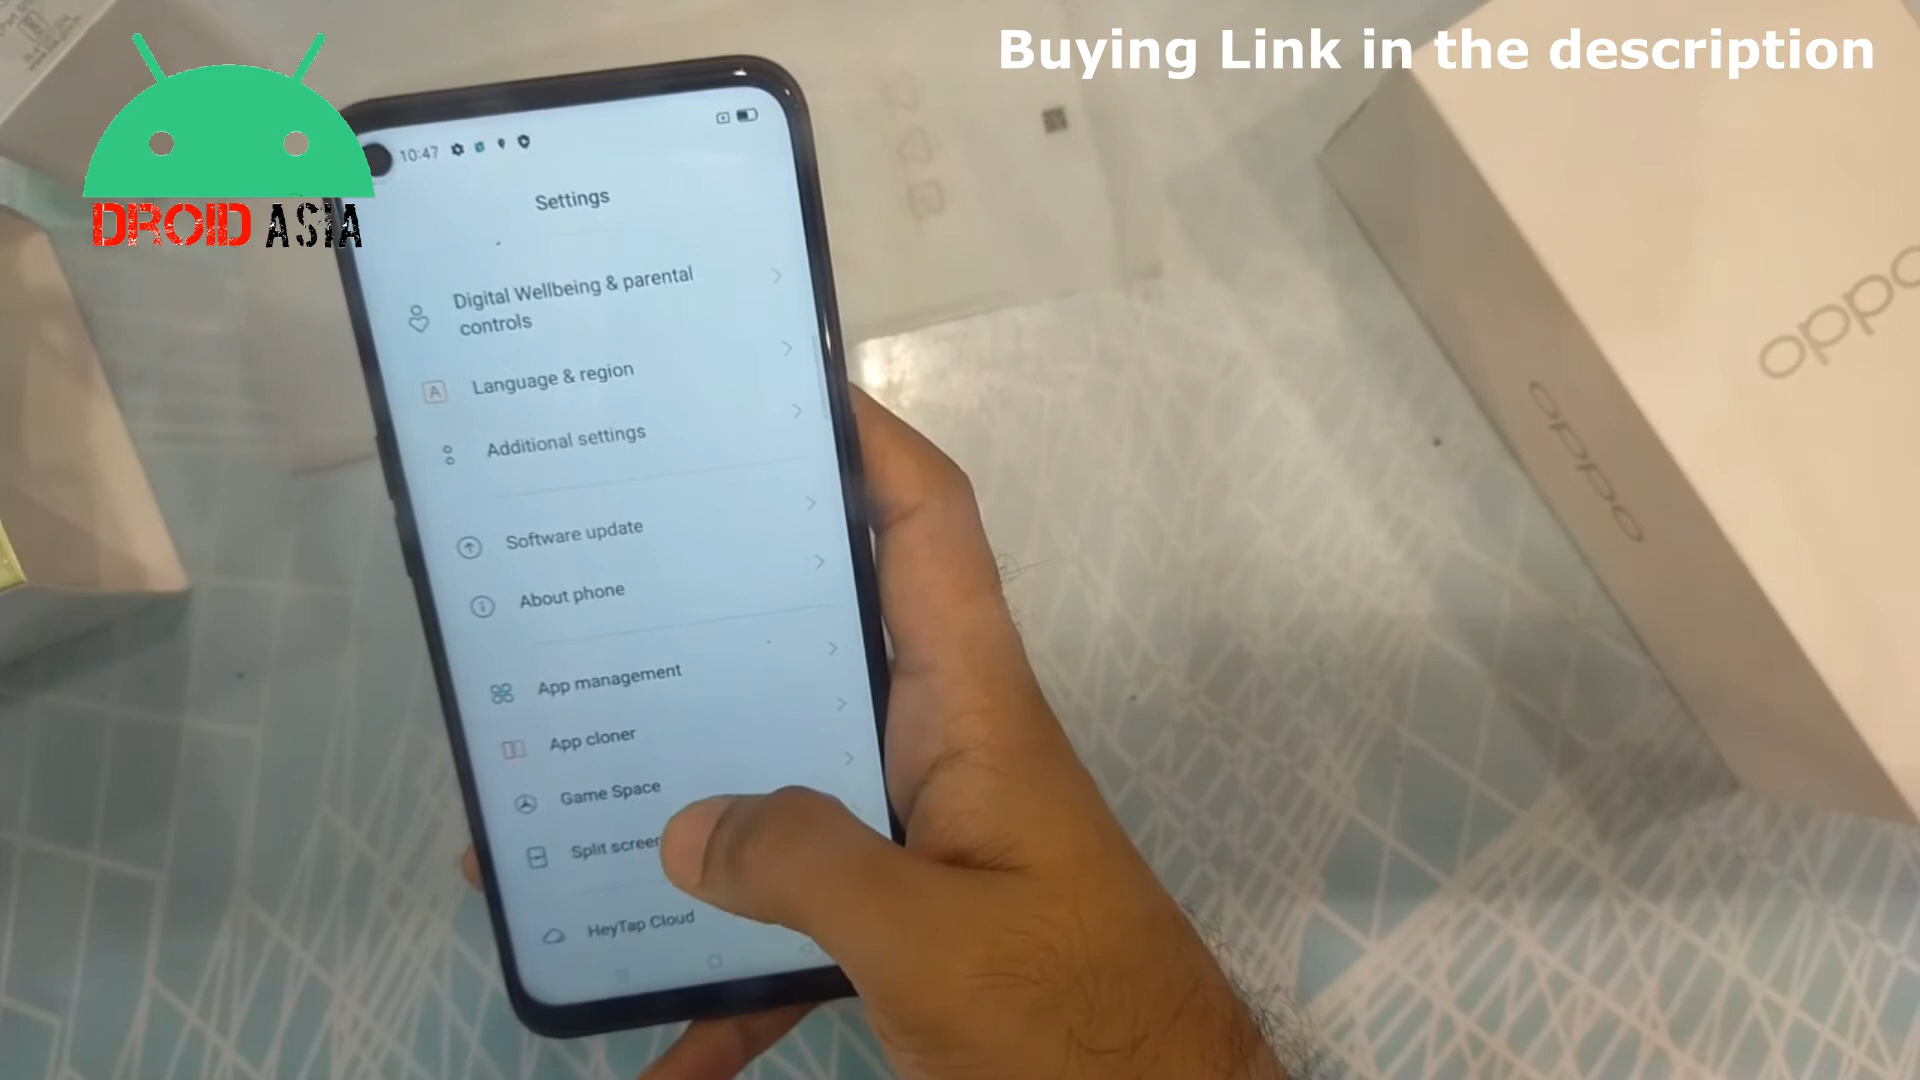 Buying Link in the description
DROID ASIA
10:47
Settings
Digital Wellbeing & parental
controls
Language & region
Additional settings
Software update
About phone
App management
App cloner
Game Space
Split screen
HeyTap Cloud
oppo
oppo